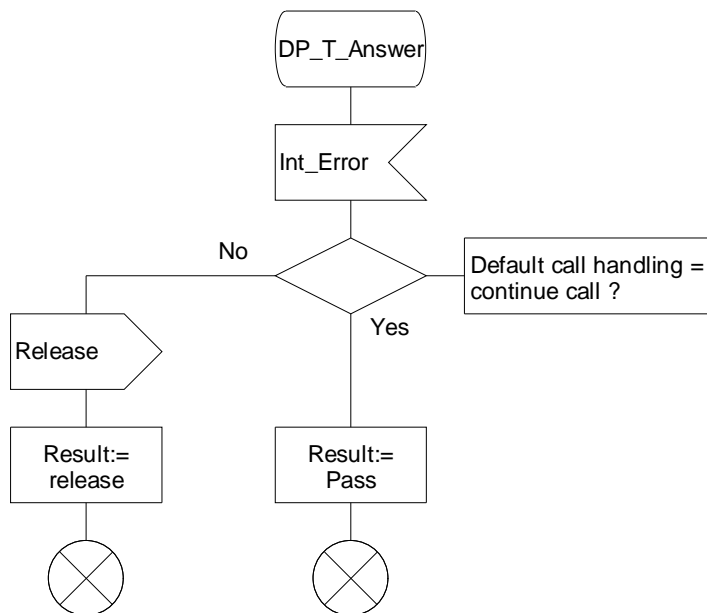 DP_T_Answer
Int_Error
No
Default call handling =
continue call ?
Yes
Release
Result:=
release
Result:=
Pass